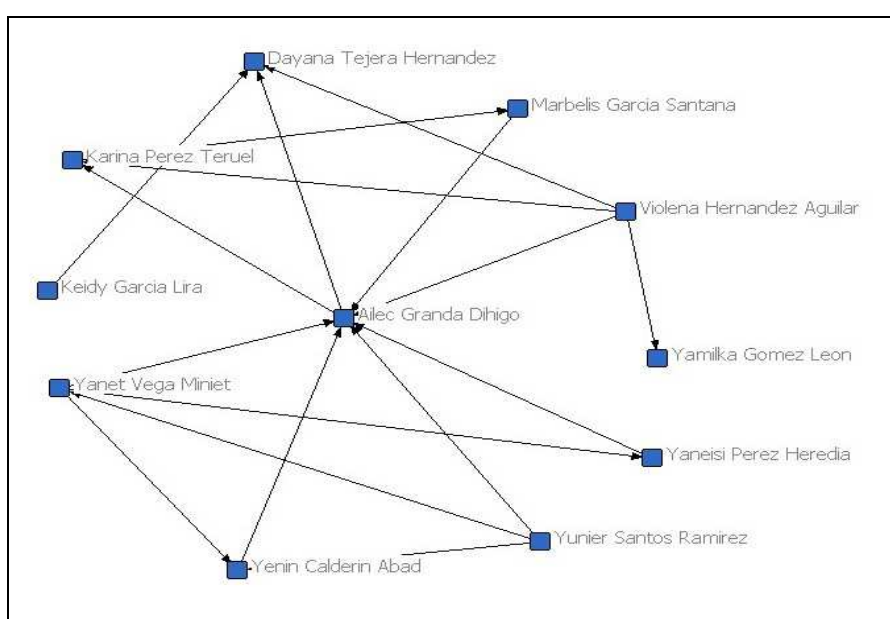 Dayana Tejera Hernandez
Marbelis Garcia Santana
Karina Perez Teruel
Violena Hernandez Aguilar
Keidy Garcia Lira
Ailec Granda Dihigo
Yamilka Gomez Leon
Yanet Vega Miniet
Yaneisi Perez Heredia
Yunier Santos Ramirez
Yenin Calderin Abad